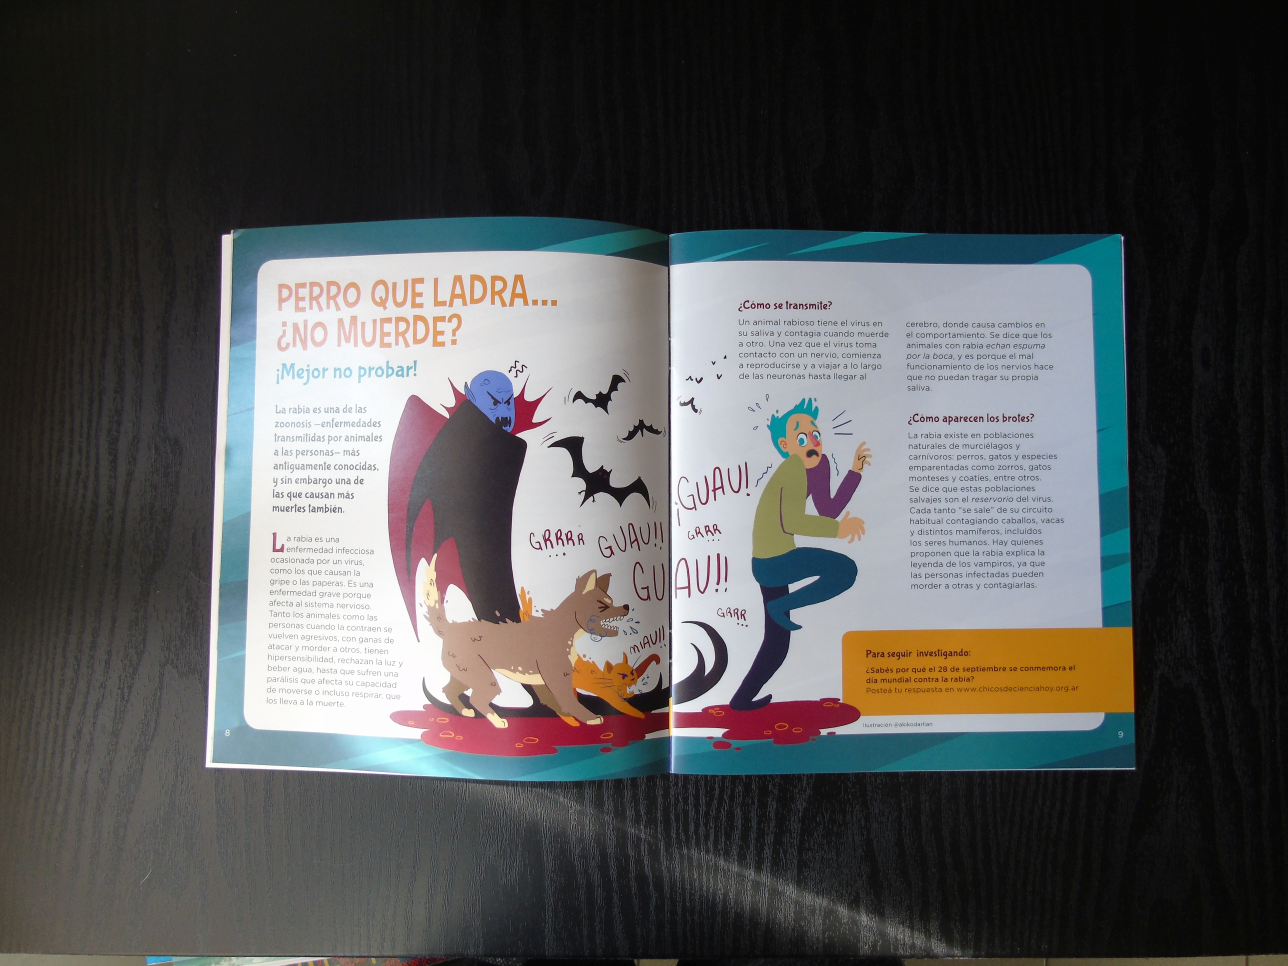 PERRO QUE LADRA...
¿NO MUERDE?
¡Mejor no probar!
La rabia es una de las
zoonosis —enfermedades
transmitidas por animales
a las personas— más
antiguamente conocidas,
y sin embargo una de
las que causan más
muertes también.
La rabia es una
enfermedad infecciosa
ocasionada por un virus,
como los que causan la
gripe o las paperas. Es una
enfermedad grave porque
afecta al sistema nervioso.
Tanto los animales como las
personas cuando la contraen se
vuelven agresivos, con ganas de
atacar y morder a otros, tienen
hipersensibilidad, rechazan la luz y
beber agua, hasta que sufren una
parálisis que afecta su capacidad
de moverse o incluso respirar, que
los lleva a la muerte.
8
GRRRR
GUAU!!
GUAU!!
MIAU!!
¡GUAU!
GRRR
GRRR
¿Cómo se transmite?
Un animal rabioso tiene el virus en
su saliva y contagia cuando muerde
a otro. Una vez que el virus toma
contacto con un nervio, comienza
a reproducirse y a viajar a lo largo
de las neuronas hasta llegar al
cerebro, donde causa cambios en
el comportamiento. Se dice que los
animales con rabia echan espuma
por la boca, y es porque el mal
funcionamiento de los nervios hace
que no puedan tragar su propia
saliva.
¿Cómo aparecen los brotes?
La rabia existe en poblaciones
naturales de murciélagos y
carnívoros: perros, gatos y especies
emparentadas como zorros, gatos
monteses y coatíes, entre otros.
Se dice que estas poblaciones
salvajes son el reservorio del virus.
Cada tanto "se sale" de su circuito
habitual contagiando caballos, vacas
y distintos mamíferos, incluidos
los seres humanos. Hay quienes
proponen que la rabia explica la
leyenda de los vampiros, ya que
las personas infectadas pueden
morder a otras y contagiarlas.
Para seguir investigando:
¿Sabés por qué el 28 de septiembre se conmemora el
día mundial contra la rabia?
Posteá tu respuesta en www.chicosdecienciahoy.org.ar
Ilustración @akikodarhan
9